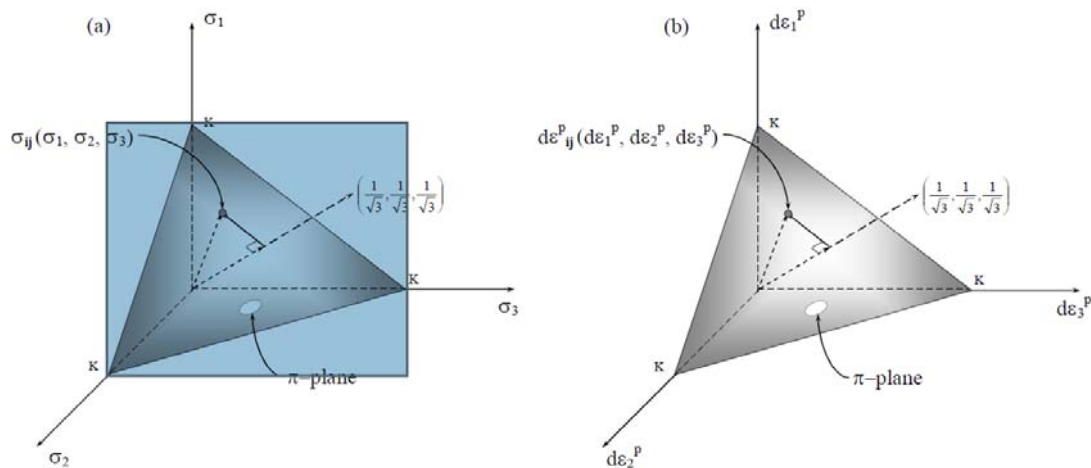 (a)
σ₁
K
σᵢⱼ(σ₁, σ₂, σ₃)
(1/√3, 1/√3, 1/√3)
K
σ₃
K
π–plane
σ₂
(b)
dε₁ᵖ
K
dεᵖᵢⱼ(dε₁ᵖ, dε₂ᵖ, dε₃ᵖ)
(1/√3, 1/√3, 1/√3)
K
dε₃ᵖ
K
π–plane
dε₂ᵖ